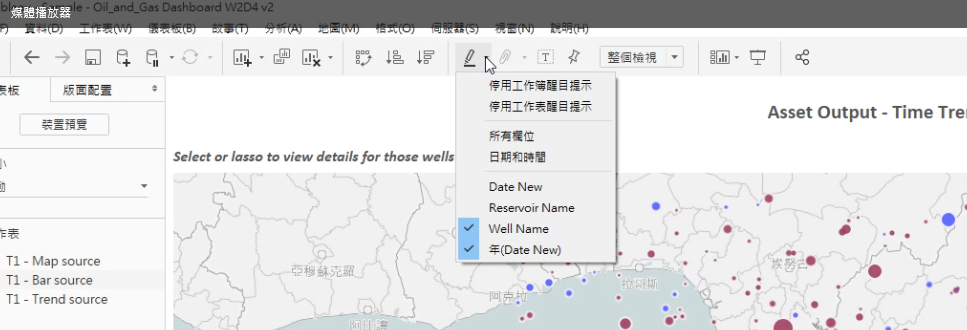 Oil_and_Gas Dashboard W2D4 v2
媒體播放器
資料(D) 工作表(W) 儀表板(B) 故事(T) 分析(A) 地圖(M) 格式(O) 伺服器(S) 視窗(N) 說明(H)
整個檢視
表板 版面配置
裝置預覽
停用工作簿醒目提示
停用工作表醒目提示
所有欄位
日期和時間
Date New
Reservoir Name
Well Name
年(Date New)
Asset Output - Time Tre
Select or lasso to view details for those wells
小
動
作表
T1 - Map source
T1 - Bar source
T1 - Trend source
亞穆蘇克羅
阿克拉
拉哥斯
埃努古
阿比讓